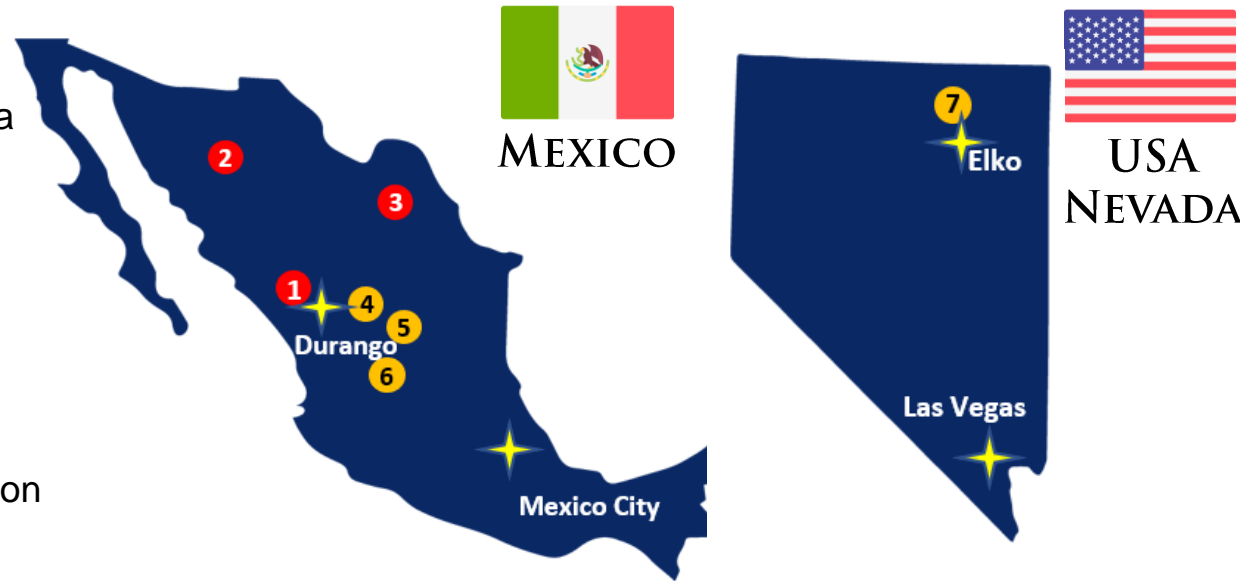 a
on
MEXICO
2
3
1
4
5
6
Durango
Mexico City
USA
NEVADA
7
Elko
Las Vegas